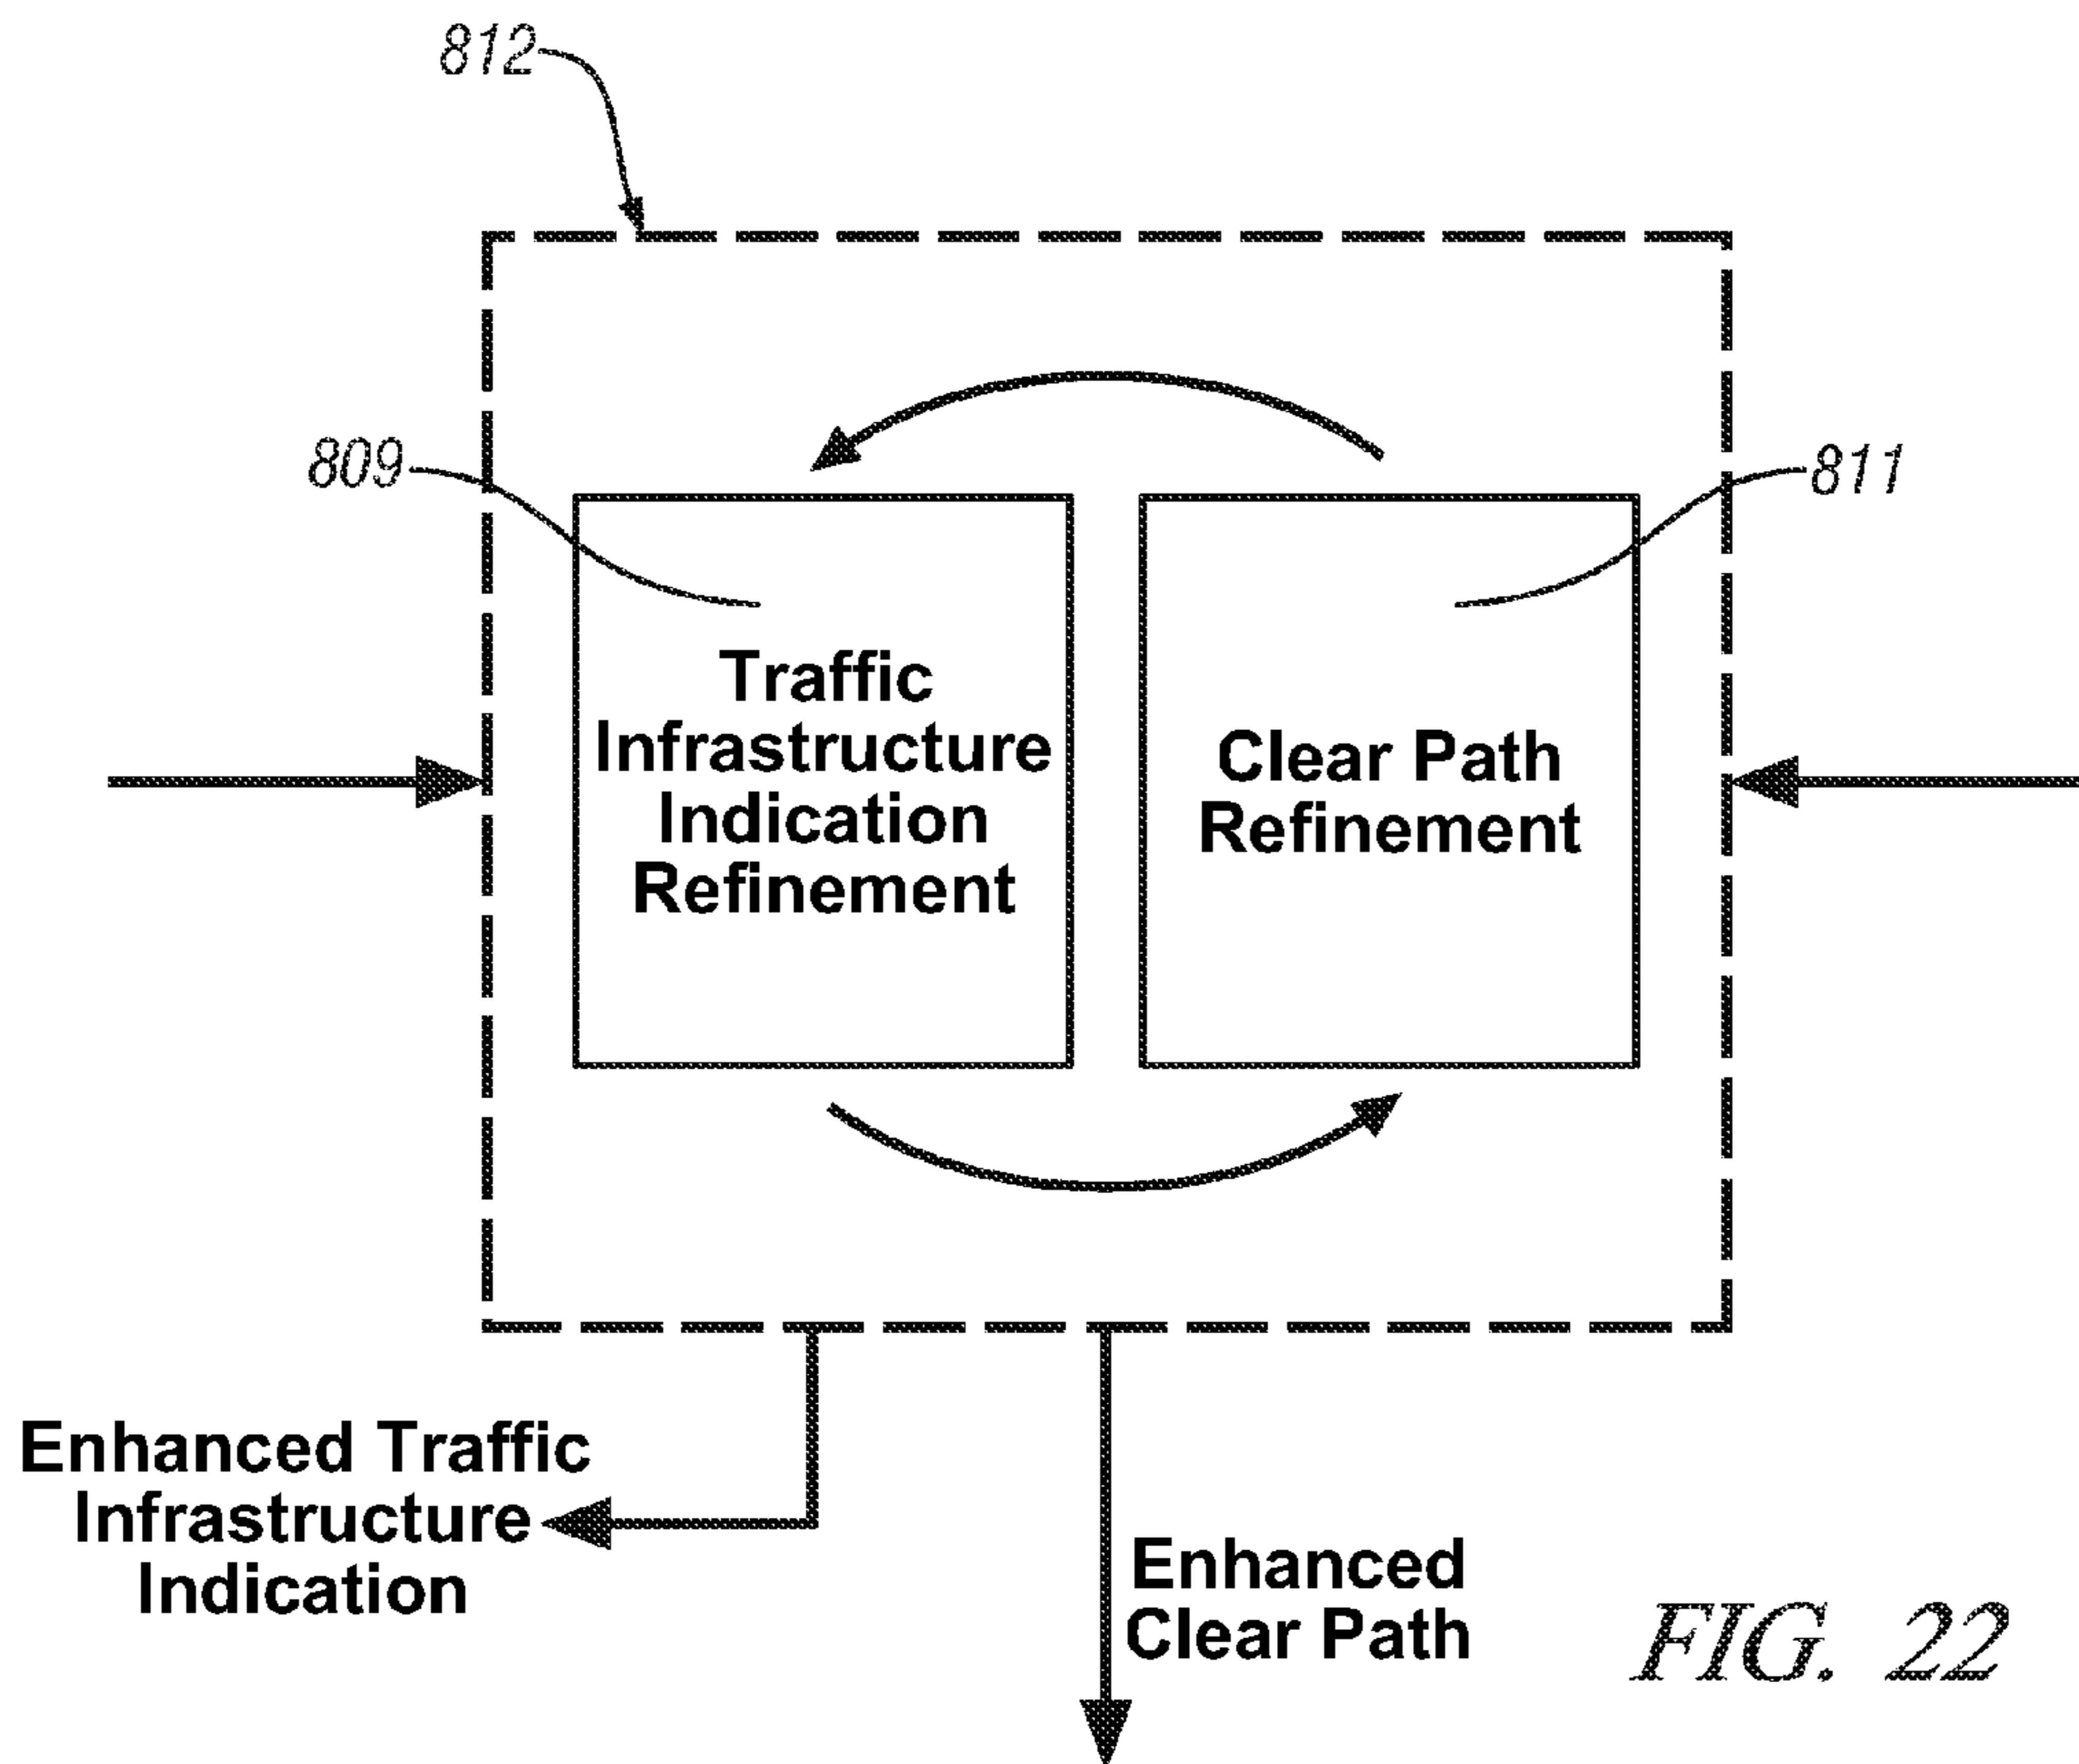 812
809
811
Traffic
Infrastructure
Indication
Refinement
Clear Path
Refinement
Enhanced Traffic
Infrastructure
Indication
Enhanced
Clear Path
FIG. 22